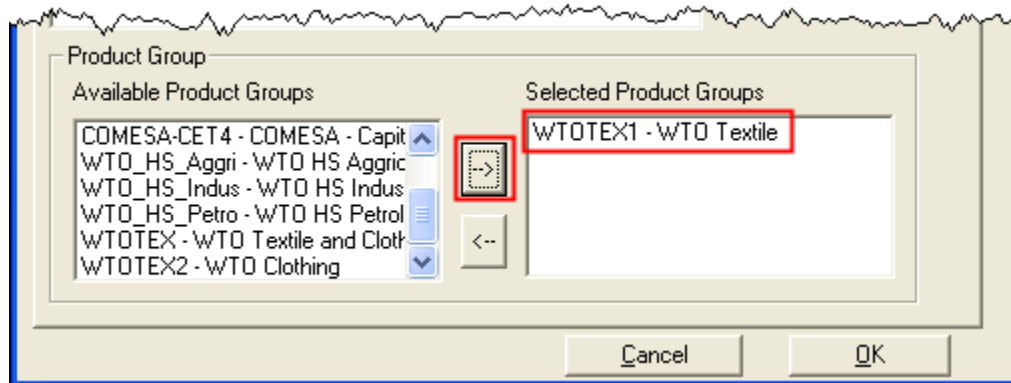 Product Group
Available Product Groups
Selected Product Groups
COMESA-CET4 - COMESA - Capit
WTO_HS_Aggri - WTO HS Aggric
WTO_HS_Indus - WTO HS Indus
WTO_HS_Petro - WTO HS Petrol
WTOTEX - WTO Textile and Cloth
WTOTEX2 - WTO Clothing
-->
<--
WTOTEX1 - WTO Textile
Cancel
OK